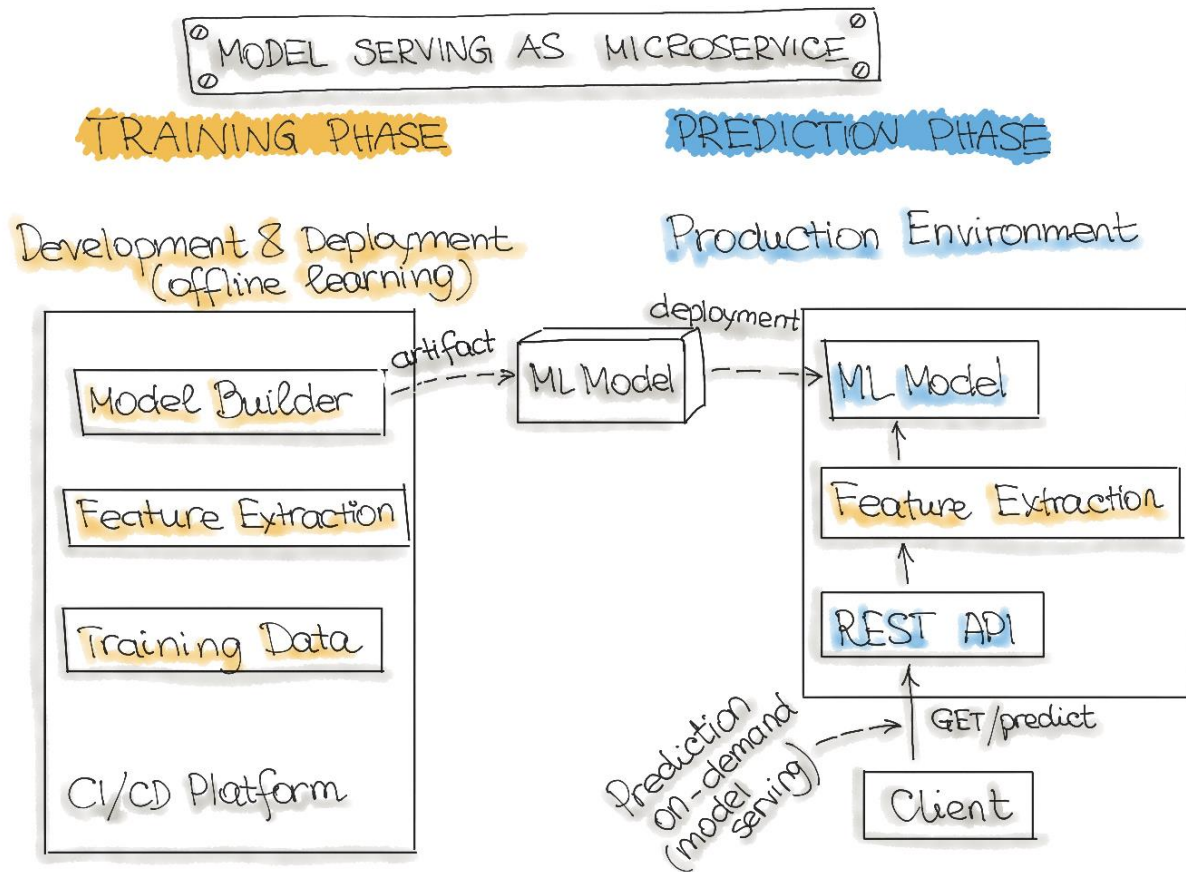 MODEL SERVING AS MICROSERVICE
TRAINING PHASE
Development & Deployment
(offline learning)
Model Builder
Feature Extraction
Training Data
CI/CD Platform
artifact
ML Model
deployment
PREDICTION PHASE
Production Environment
ML Model
Feature Extraction
REST API
GET/predict
Prediction
on-demand
(model
serving)
Client